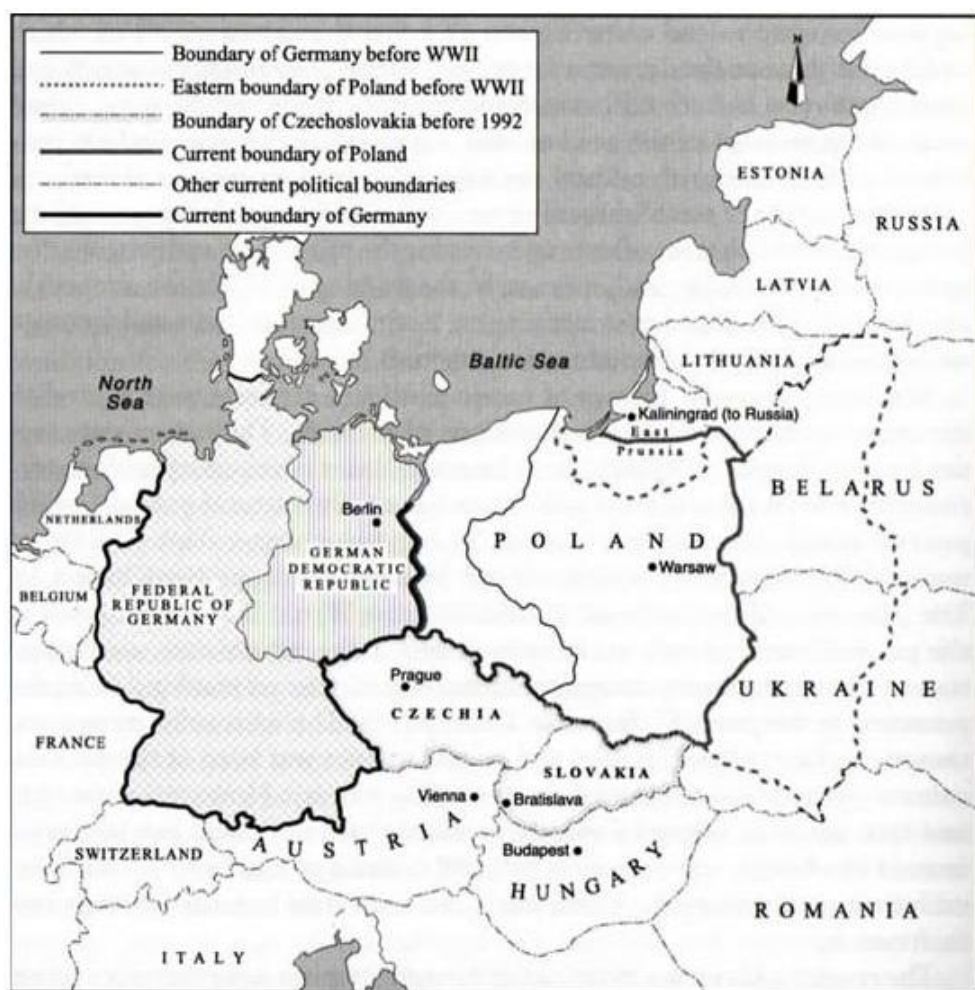 Boundary of Germany before WWII
Eastern boundary of Poland before WWII
Boundary of Czechoslovakia before 1992
Current boundary of Poland
Other current political boundaries
Current boundary of Germany
N
ESTONIA
RUSSIA
LATVIA
LITHUANIA
Baltic Sea
North
Sea
Kaliningrad (to Russia)
East
Prussia
BELARUS
NETHERLANDS
Berlin
POLAND
Warsaw
GERMAN
DEMOCRATIC
REPUBLIC
BELGIUM
FEDERAL
REPUBLIC OF
GERMANY
Prague
CZECHIA
UKRAINE
FRANCE
SLOVAKIA
Vienna
Bratislava
AUSTRIA
SWITZERLAND
Budapest
HUNGARY
ROMANIA
ITALY